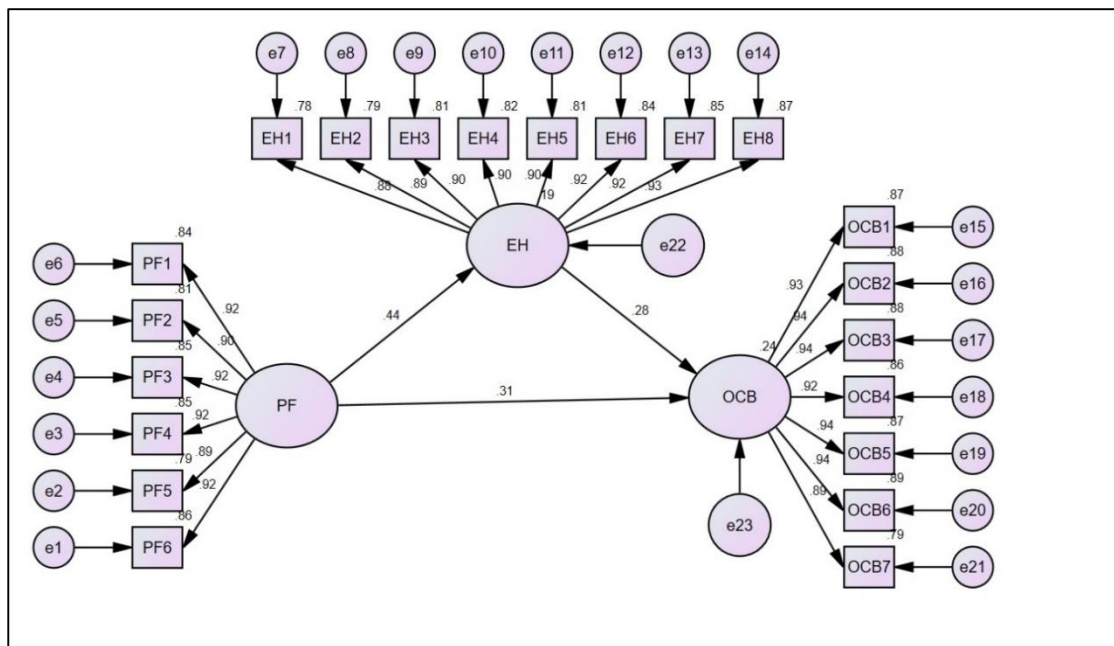 e7 e8 e9 e10 e11 e12 e13 e14
.78 .79 .81 .82 .81 .84 .85 .87
EH1 EH2 EH3 EH4 EH5 EH6 EH7 EH8
.88 .89 .90 .90 .90 .92 .92 .93
.19
EH
e22
.84
e6 PF1
.92
.81
e5 PF2
.90
.85
e4 PF3
.92
.85
e3 PF4
.92
.79
e2 PF5
.89
.86
e1 PF6
.92
PF
.44
.28
.31
.24
OCB
e23
.87
OCB1 e15
.93
.88
OCB2 e16
.94
.88
OCB3 e17
.94
.86
OCB4 e18
.92
.87
OCB5 e19
.94
.89
OCB6 e20
.94
.79
OCB7 e21
.89